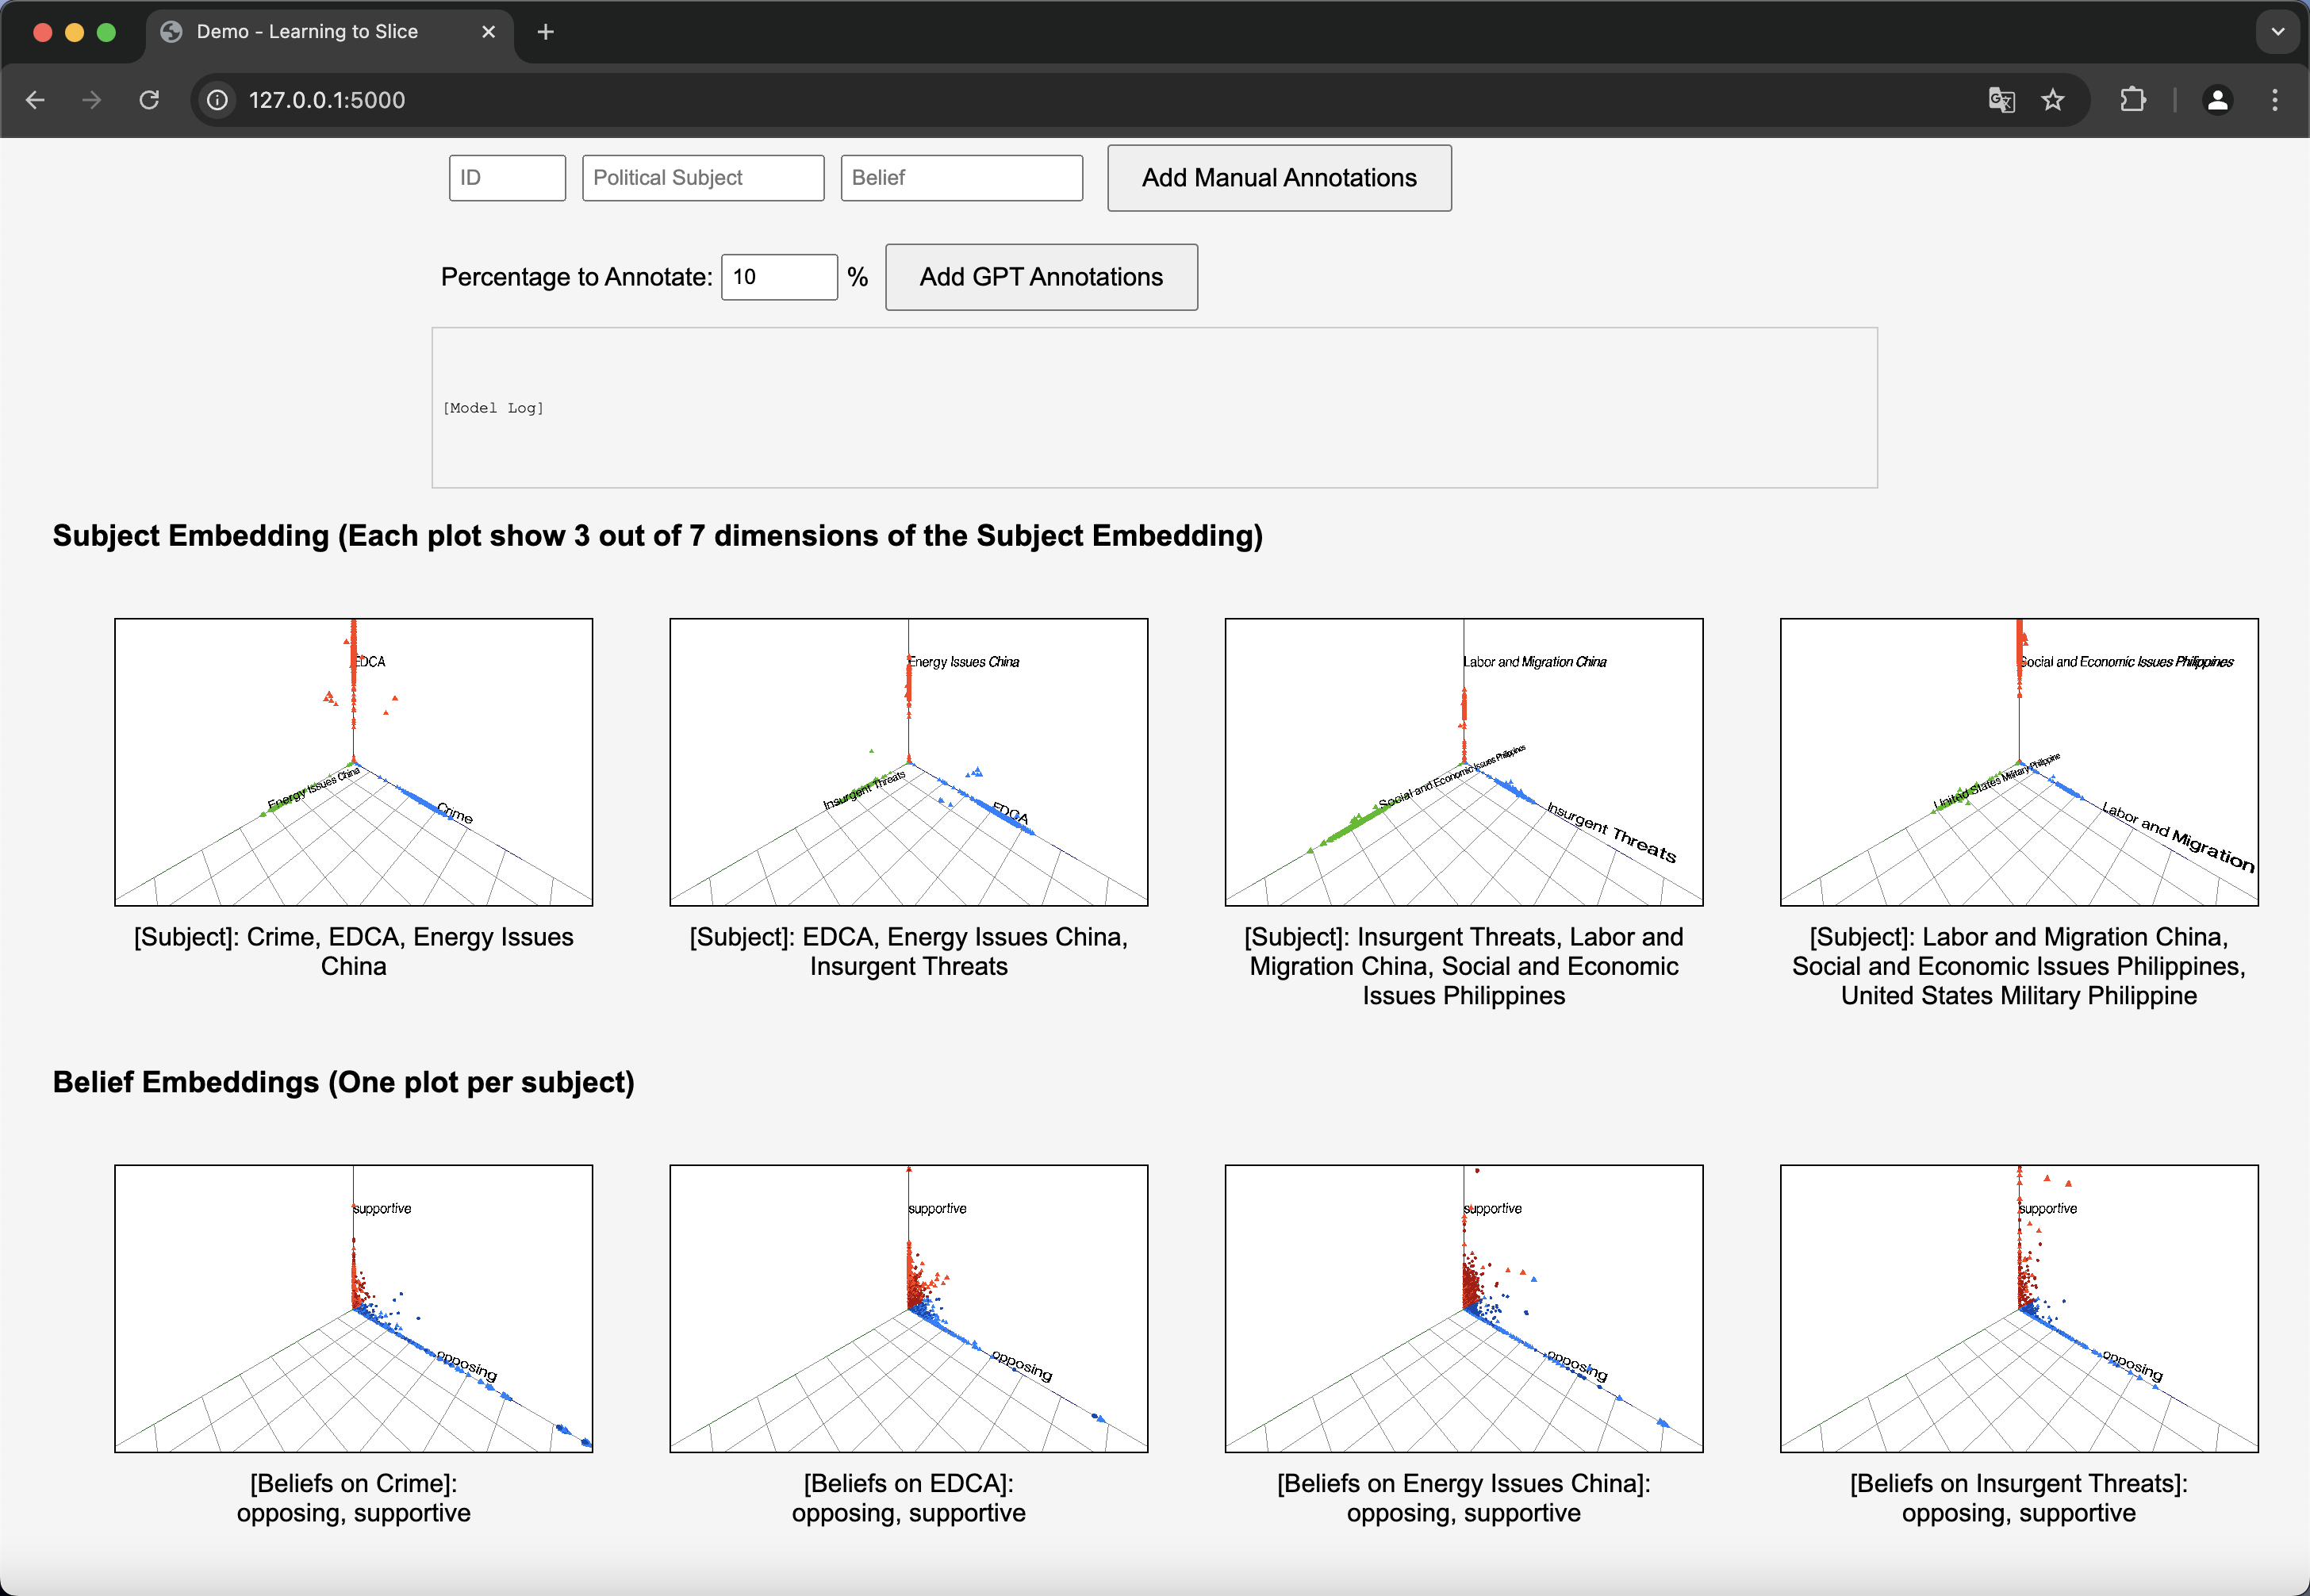 Demo - Learning to Slice
127.0.0.1:5000
ID
Political Subject
Belief
Add Manual Annotations
Percentage to Annotate:
10
%
Add GPT Annotations
[Model Log]
Subject Embedding (Each plot show 3 out of 7 dimensions of the Subject Embedding)
EDCA
Energy Issues China
Crime
[Subject]: Crime, EDCA, Energy Issues
China
Energy Issues China
Insurgent Threats
EDCA
[Subject]: EDCA, Energy Issues China,
Insurgent Threats
Labor and Migration China
Social and Economic Issues Philippines
Insurgent Threats
[Subject]: Insurgent Threats, Labor and
Migration China, Social and Economic
Issues Philippines
Social and Economic Issues Philippines
United States Military Philippine
Labor and Migration
[Subject]: Labor and Migration China,
Social and Economic Issues Philippines,
United States Military Philippine
Belief Embeddings (One plot per subject)
supportive
opposing
[Beliefs on Crime]:
opposing, supportive
supportive
opposing
[Beliefs on EDCA]:
opposing, supportive
supportive
opposing
[Beliefs on Energy Issues China]:
opposing, supportive
supportive
opposing
[Beliefs on Insurgent Threats]:
opposing, supportive